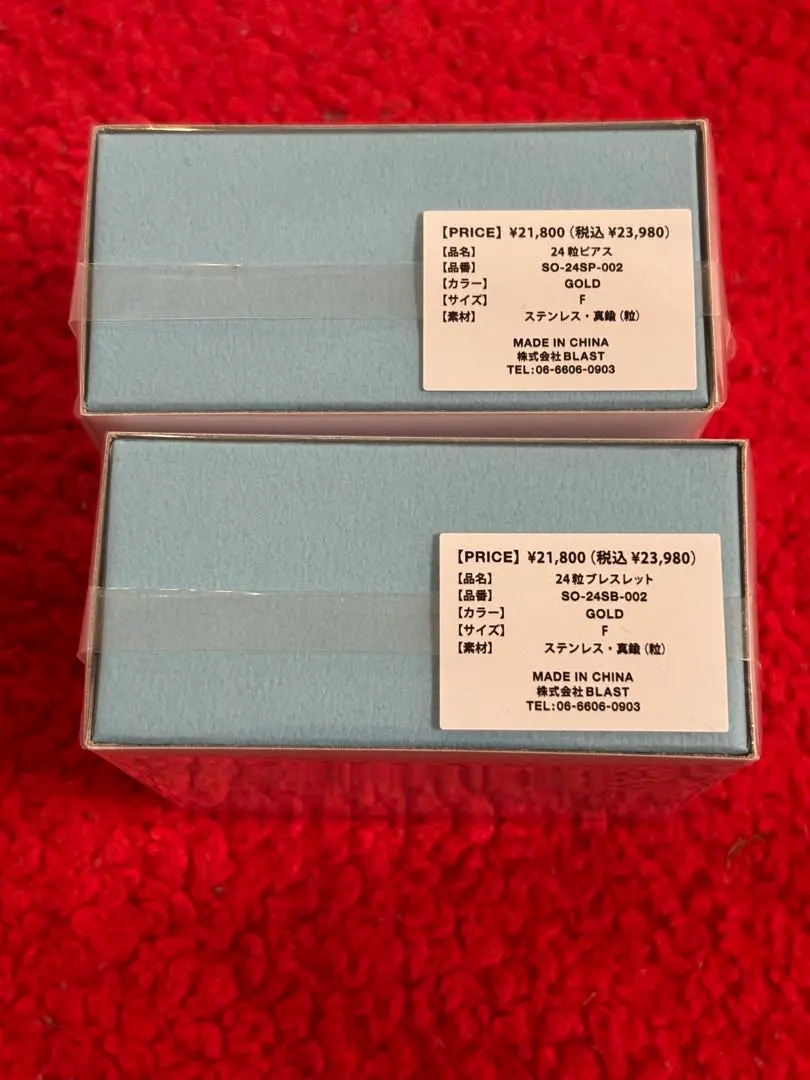 【PRICE】¥21,800(税込 ¥23,980)
【品名】 24粒ピアス
【品番】 SO-24SP-002
【カラー】 GOLD
【サイズ】 F
【素材】 ステンレス・真鍮(粒)
MADE IN CHINA
株式会社BLAST
TEL:06-6606-0903
【PRICE】¥21,800(税込 ¥23,980)
【品名】 24粒ブレスレット
【品番】 SO-24SB-002
【カラー】 GOLD
【サイズ】 F
【素材】 ステンレス・真鍮(粒)
MADE IN CHINA
株式会社BLAST
TEL:06-6606-0903